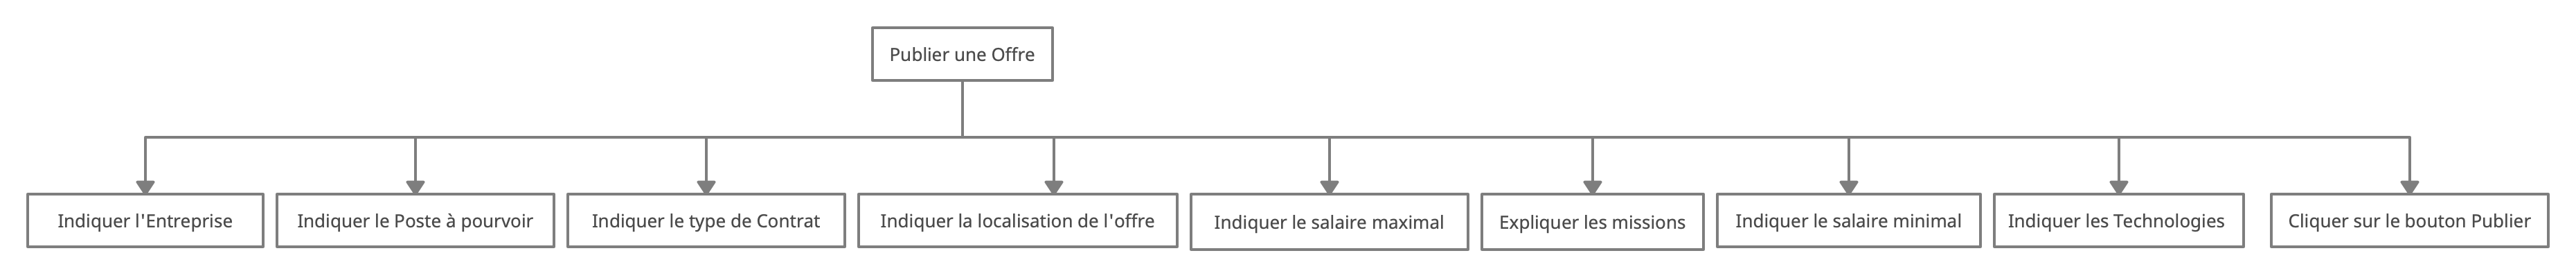 Publier une Offre
Indiquer l'Entreprise
Indiquer le Poste à pourvoir
Indiquer le type de Contrat
Indiquer la localisation de l'offre
Indiquer le salaire maximal
Expliquer les missions
Indiquer le salaire minimal
Indiquer les Technologies
Cliquer sur le bouton Publier